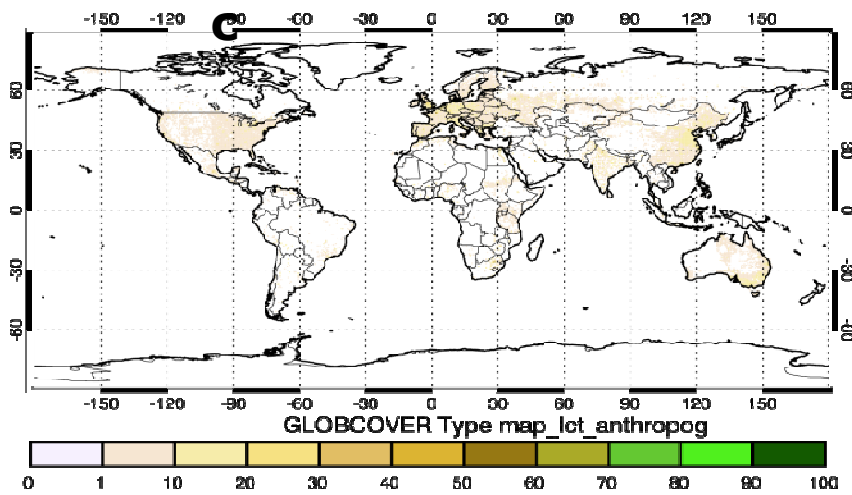 C
-150 -120 -90 -60 -30 0 30 60 90 120 150
60 60
30 30
0 0
-30 -30
-60 -60
-150 -120 -90 -60 -30 0 30 60 90 120 150
GLOBCOVER Type map_lct_anthropog
0 1 10 20 30 40 50 60 70 80 90 100